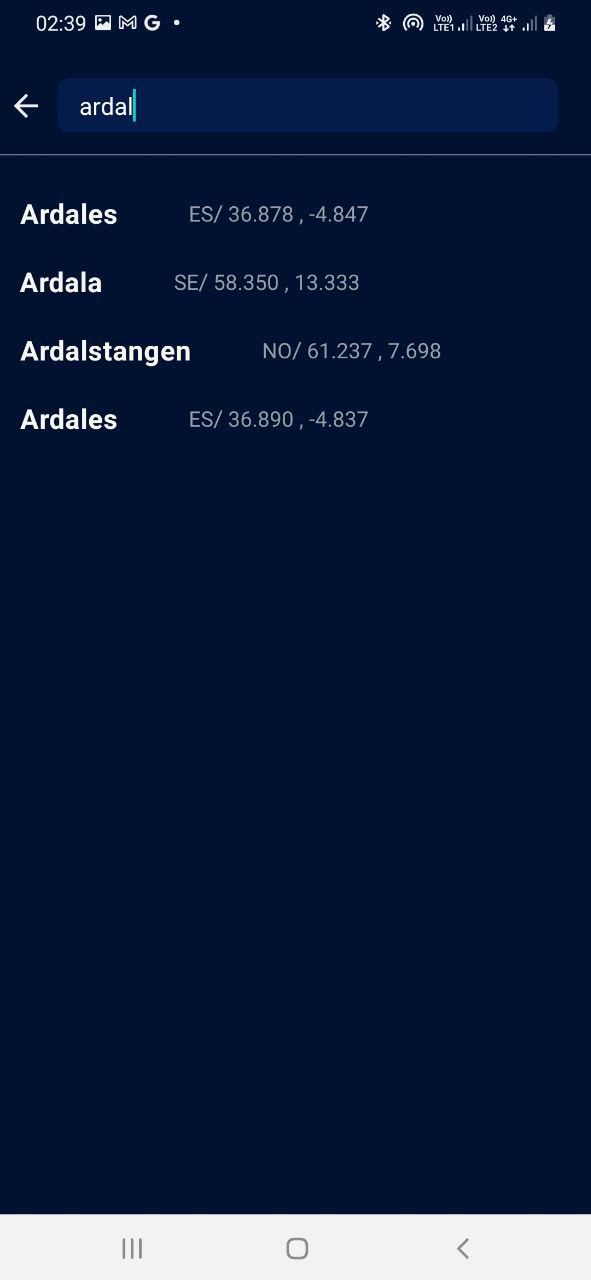 02:39
Vo)) LTE1 Vo)) LTE2 4G+
ardal
Ardales ES/ 36.878 , -4.847
Ardala SE/ 58.350 , 13.333
Ardalstangen NO/ 61.237 , 7.698
Ardales ES/ 36.890 , -4.837